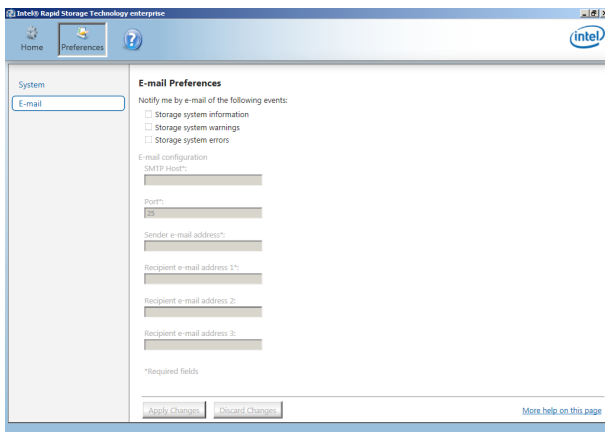 Intel® Rapid Storage Technology enterprise
Home
Preferences
?
intel
System
E-mail
E-mail Preferences
Notify me by e-mail of the following events:
Storage system information
Storage system warnings
Storage system errors
E-mail configuration
SMTP Host*:
Port*:
25
Sender e-mail address*:
Recipient e-mail address 1*:
Recipient e-mail address 2:
Recipient e-mail address 3:
*Required fields
Apply Changes
Discard Changes
More help on this page